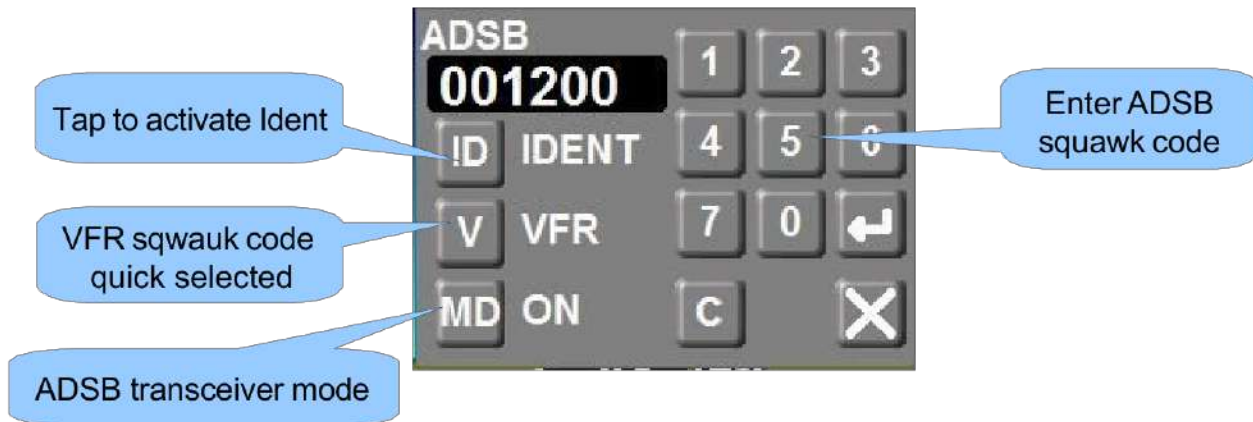 ADSB
001200
1 2 3
Tap to activate Ident
ID IDENT
4 5 6
Enter ADSB
squawk code
VFR sqwauk code
quick selected
V VFR
7 0
MD ON
C
ADSB transceiver mode